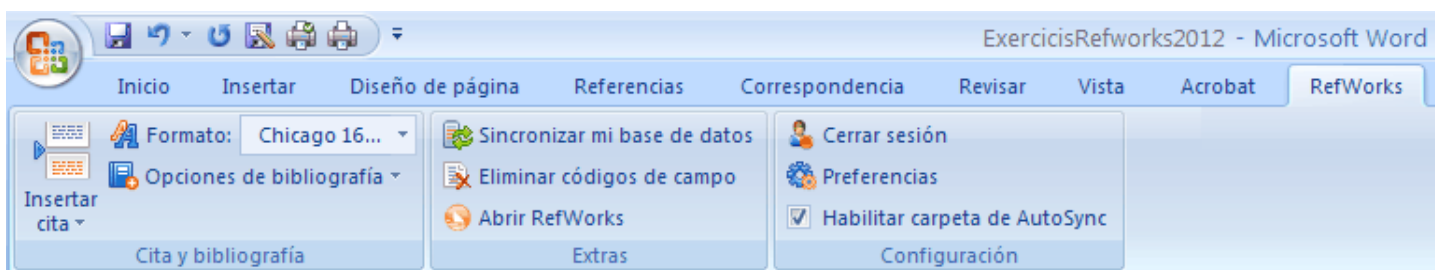 ExercicisRefworks2012 - Microsoft Word
Inicio Insertar Diseño de página Referencias Correspondencia Revisar Vista Acrobat RefWorks
Insertar cita
Formato: Chicago 16...
Opciones de bibliografía
Cita y bibliografía
Sincronizar mi base de datos
Eliminar códigos de campo
Abrir RefWorks
Extras
Cerrar sesión
Preferencias
Habilitar carpeta de AutoSync
Configuración